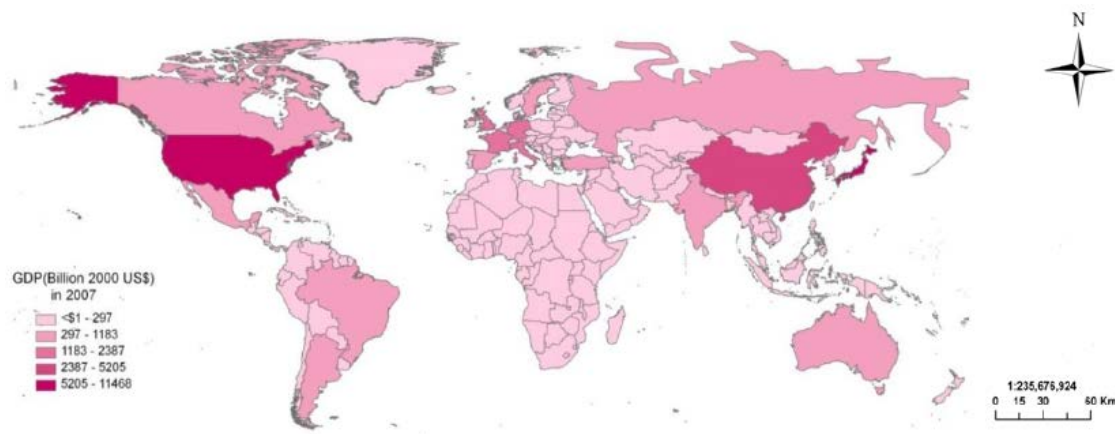 N
GDP(Billion 2000 US$)
in 2007
<$1 - 297
297 - 1183
1183 - 2387
2387 - 5205
5205 - 11468
1:235,676,924
0 15 30 60 Km